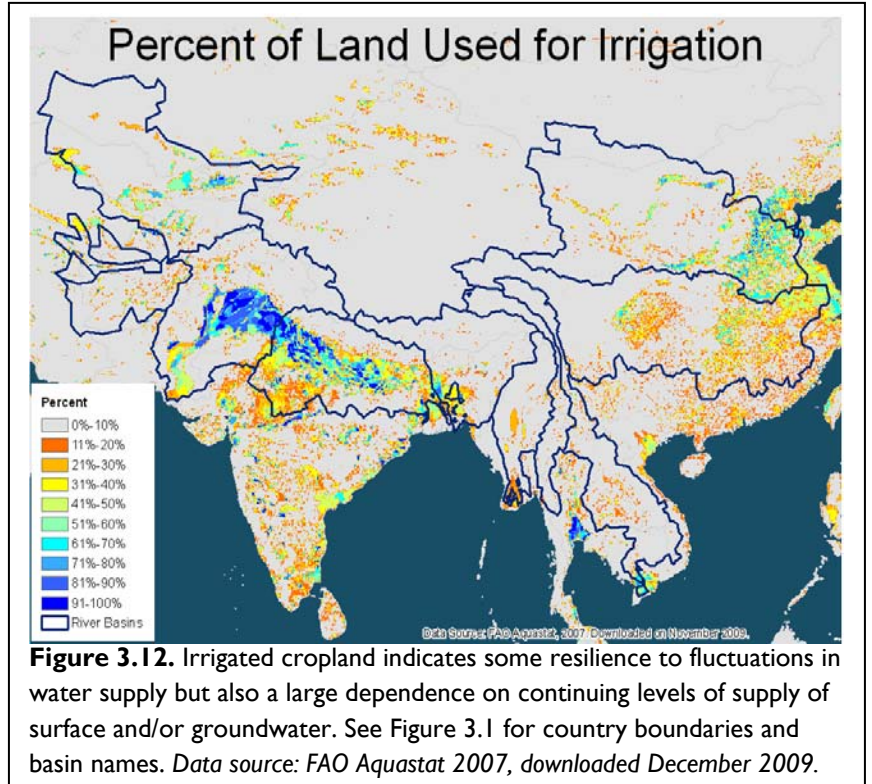 Percent of Land Used for Irrigation
Percent
0%-10%
11%-20%
21%-30%
31%-40%
41%-50%
51%-60%
61%-70%
71%-80%
81%-90%
91-100%
River Basins
Data Source: FAO Aquastat, 2007. Downloaded on November 2009.
Figure 3.12. Irrigated cropland indicates some resilience to fluctuations in
water supply but also a large dependence on continuing levels of supply of
surface and/or groundwater. See Figure 3.1 for country boundaries and
basin names. Data source: FAO Aquastat 2007, downloaded December 2009.